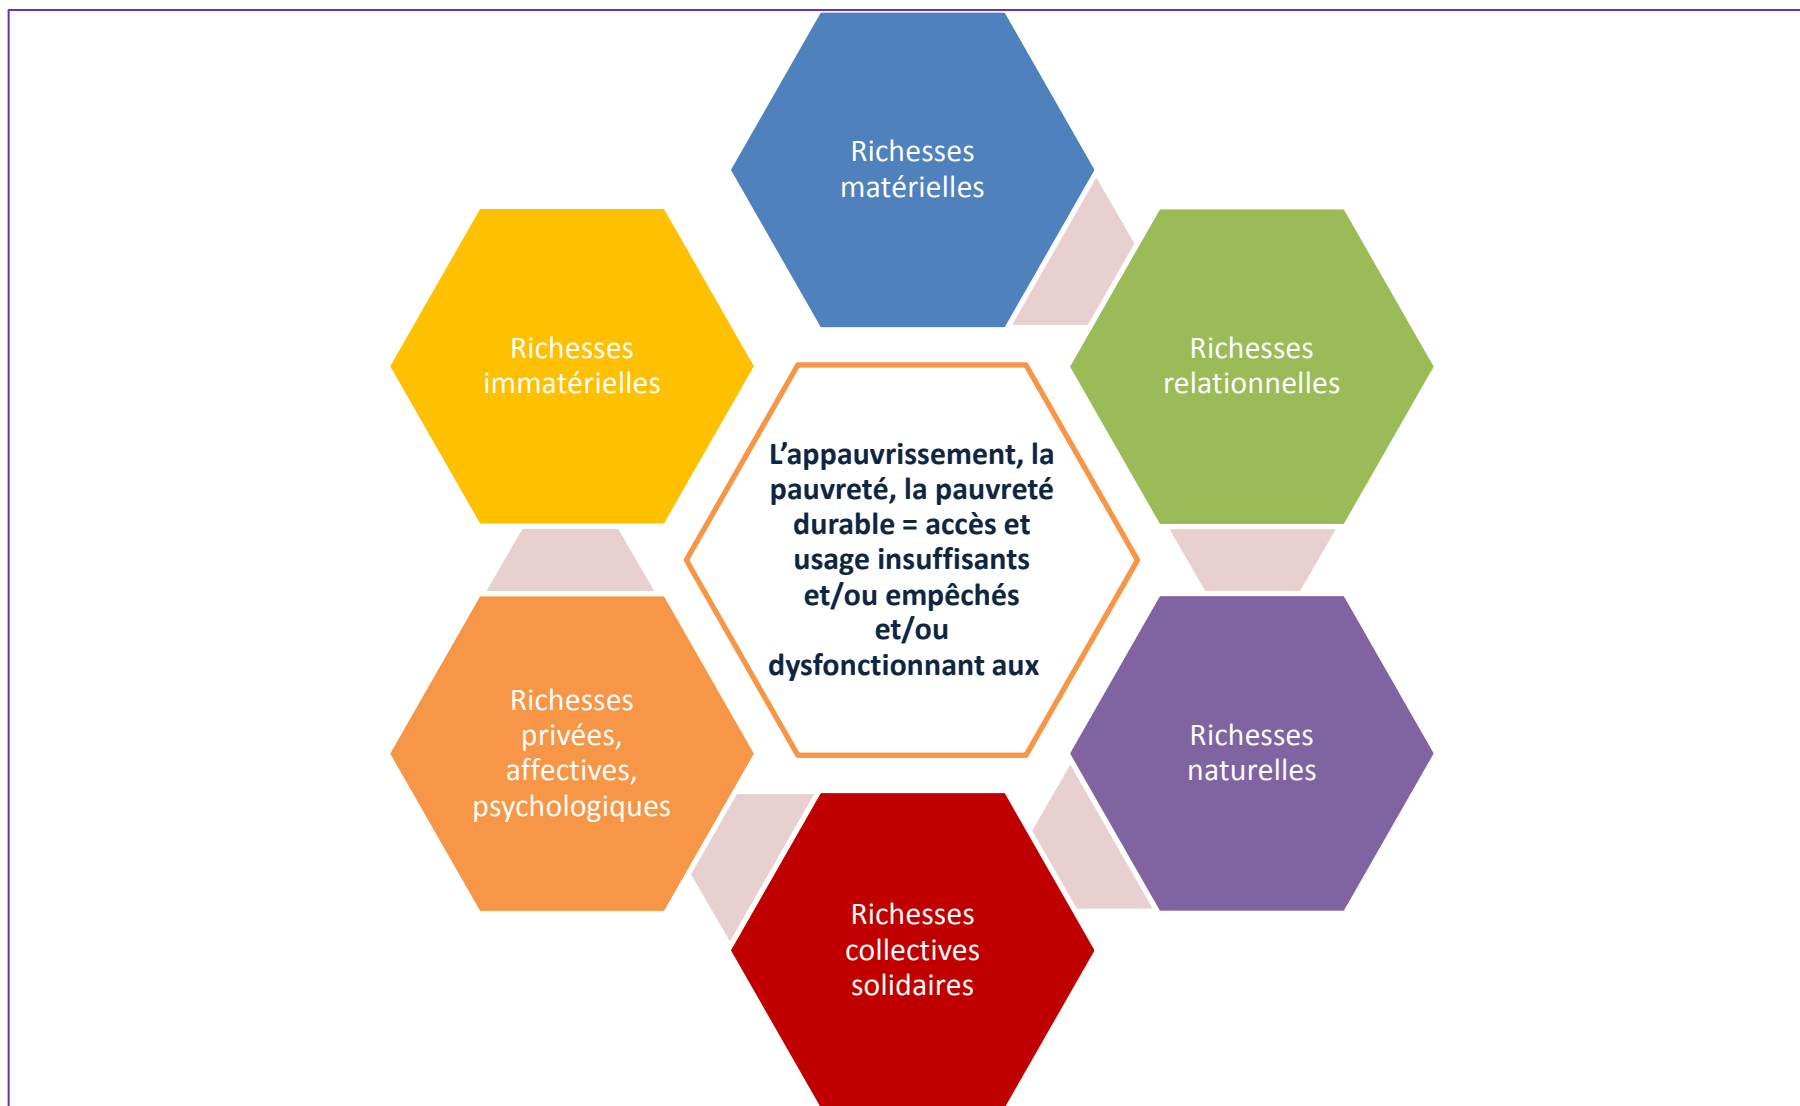 Richesses
matérielles
Richesses
relationnelles
Richesses
naturelles
Richesses
collectives
solidaires
Richesses
privées,
affectives,
psychologiques
Richesses
immatérielles
L’appauvrissement, la
pauvreté, la pauvreté
durable = accès et
usage insuffisants
et/ou empêchés
et/ou
dysfonctionnant aux